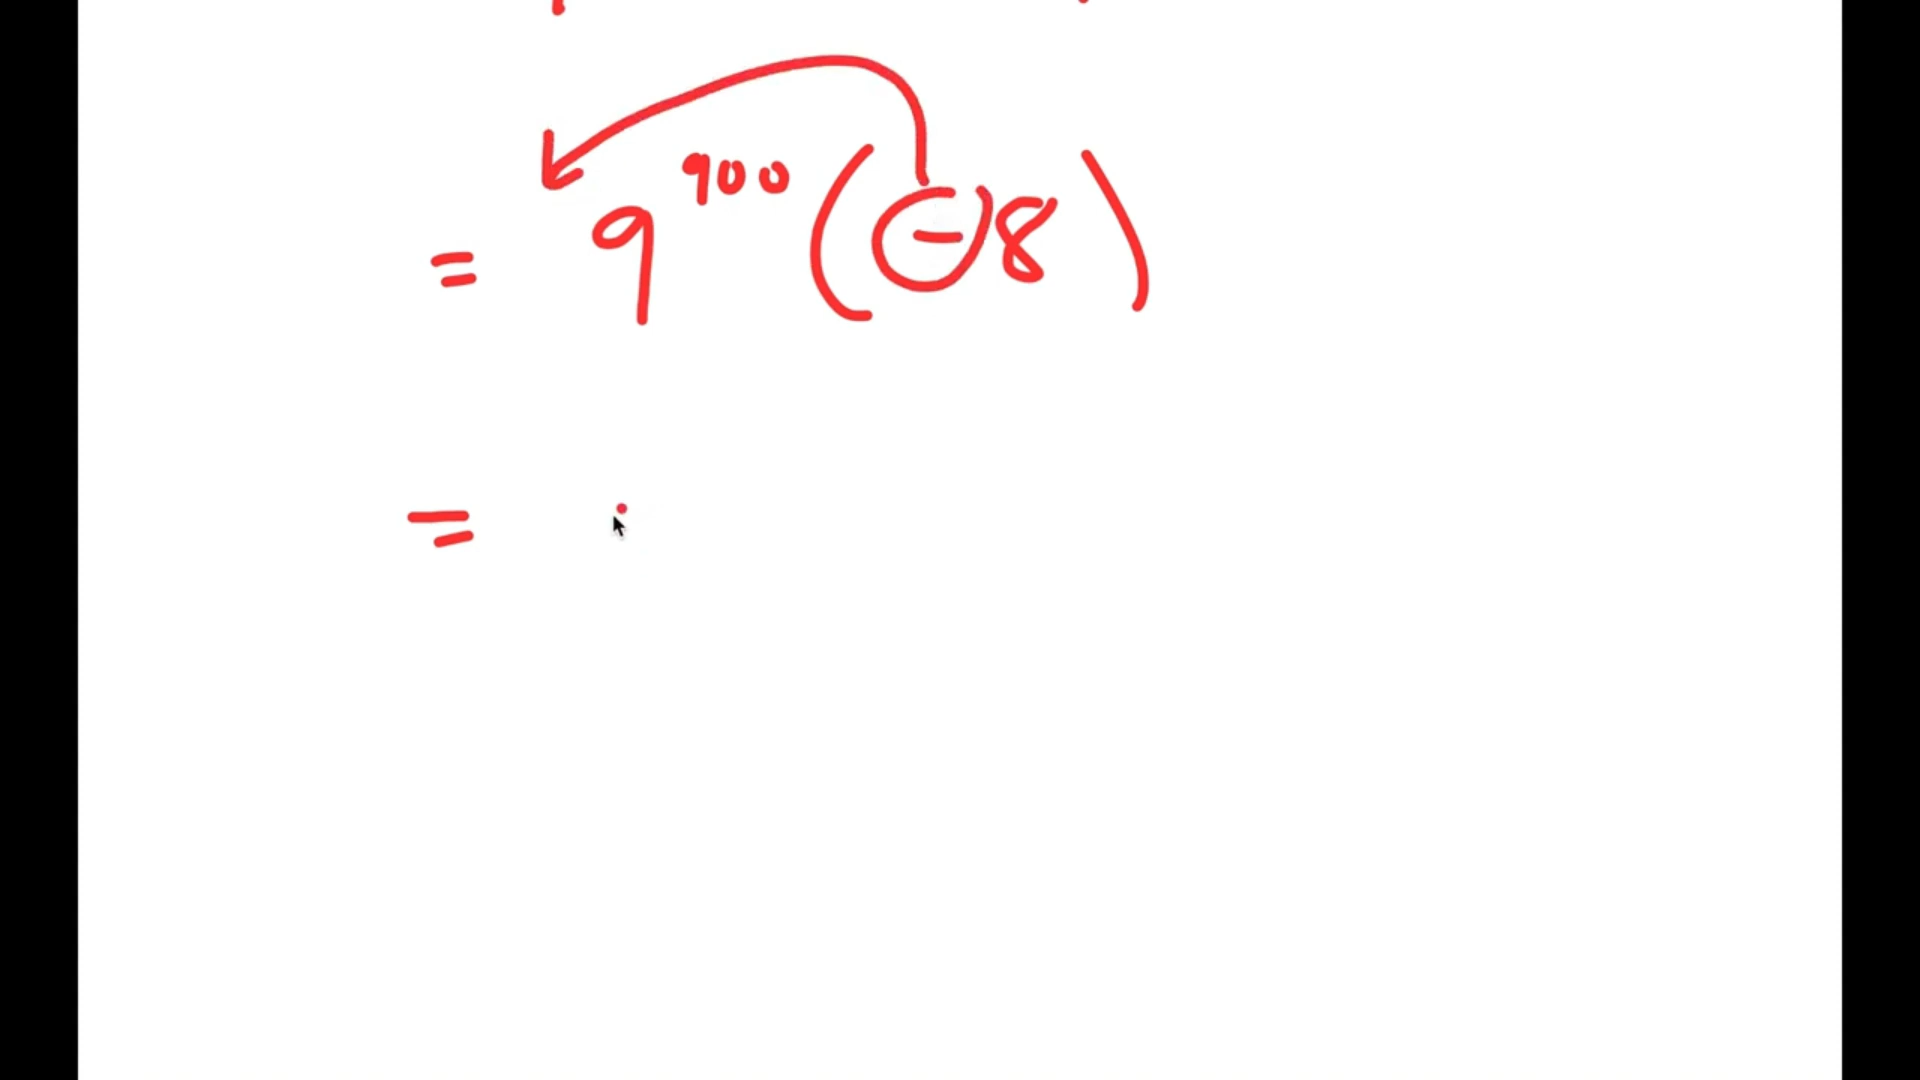 = 9^900 (-8)
=